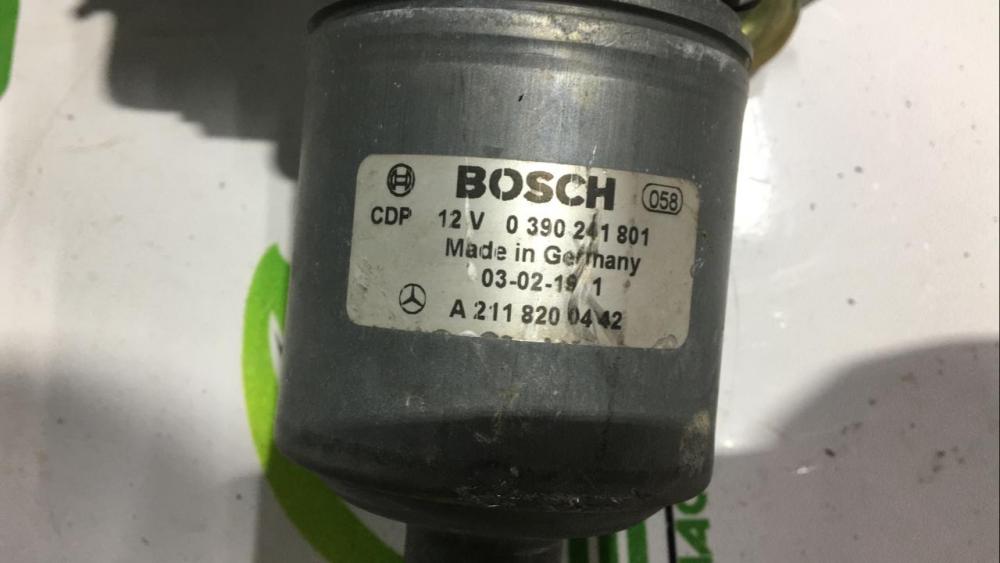 BOSCH 058
CDP 12 V 0 390 241 801
Made in Germany
03-02-19 1
A 211 820 04 42